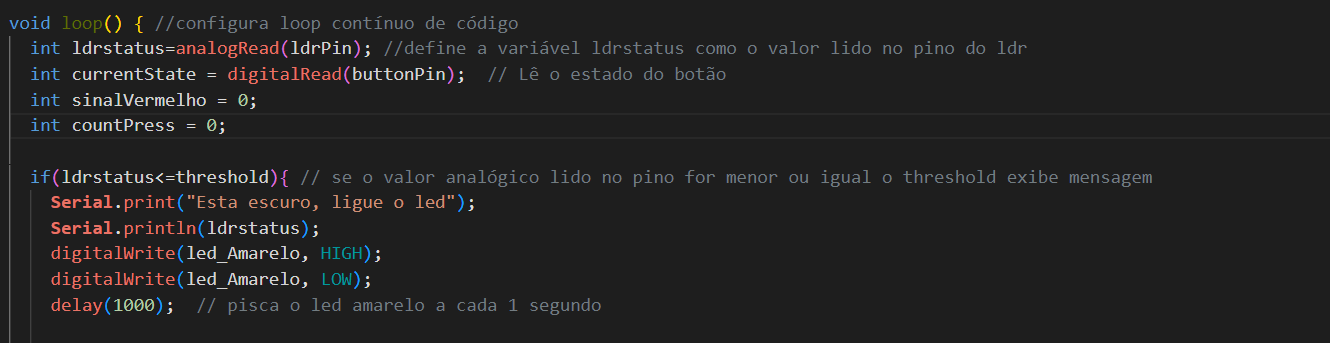 void loop() { //configura loop contínuo de código
int ldrstatus=analogRead(ldrPin); //define a variável ldrstatus como o valor lido no pino do ldr
int currentState = digitalRead(buttonPin);  // Lê o estado do botão
int sinalVermelho = 0;
int countPress = 0;
if(ldrstatus<=threshold){ // se o valor analógico lido no pino for menor ou igual o threshold exibe mensagem
Serial.print("Esta escuro, ligue o led");
Serial.println(ldrstatus);
digitalWrite(led_Amarelo, HIGH);
digitalWrite(led_Amarelo, LOW);
delay(1000);  // pisca o led amarelo a cada 1 segundo